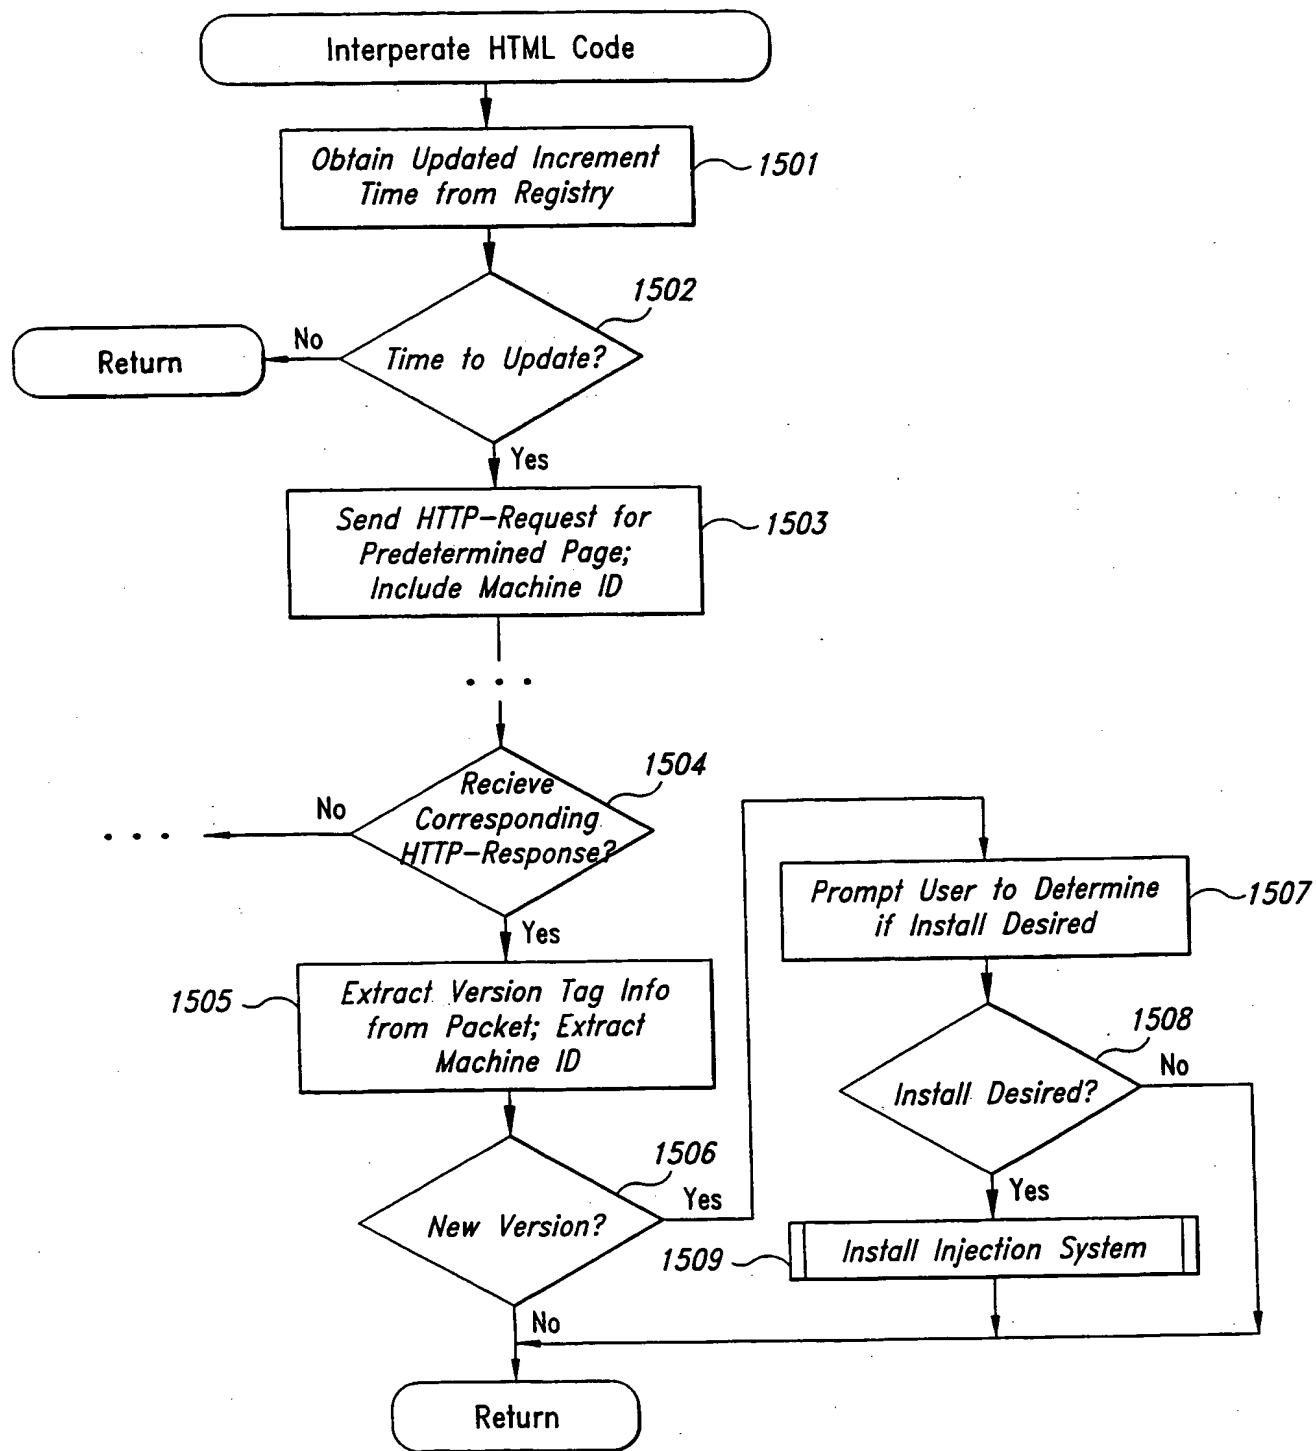 Interperate HTML Code
Obtain Updated Increment
Time from Registry
1501
1502
Time to Update?
No
Return
Yes
Send HTTP-Request for
Predetermined Page;
Include Machine ID
1503
. . .
1504
Recieve
Corresponding
HTTP-Response?
No
. . .
Yes
1505
Extract Version Tag Info
from Packet; Extract
Machine ID
1506
New Version?
Yes
No
Prompt User to Determine
if Install Desired
1507
1508
Install Desired?
No
Yes
1509
Install Injection System
Return